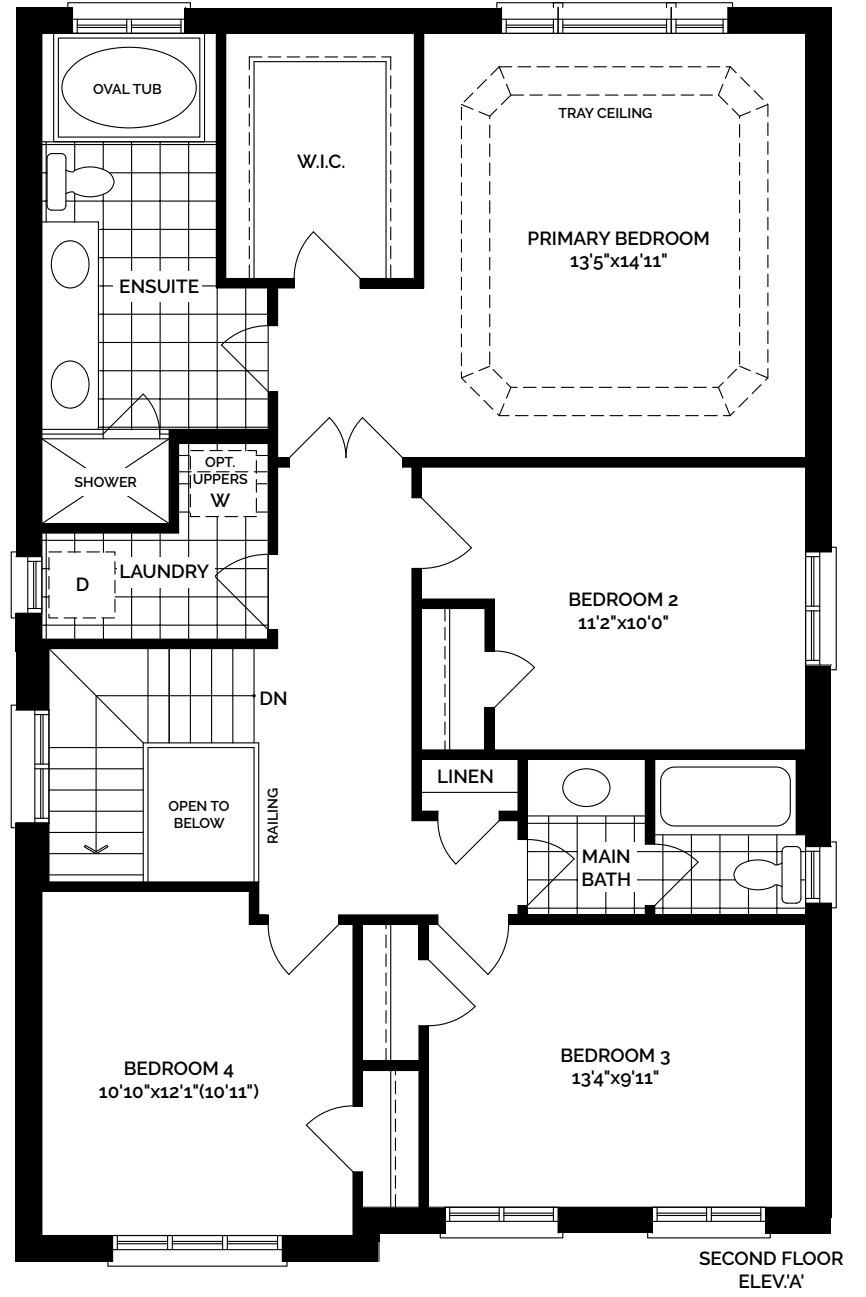 OVAL TUB
TRAY CEILING
W.I.C.
PRIMARY BEDROOM
13'5"x14'11"
ENSUITE
SHOWER
OPT.
UPPERS
W
D
LAUNDRY
BEDROOM 2
11'2"x10'0"
DN
LINEN
OPEN TO
BELOW
RAILING
MAIN
BATH
BEDROOM 4
10'10"x12'1"(10'11")
BEDROOM 3
13'4"x9'11"
SECOND FLOOR
ELEV.'A'